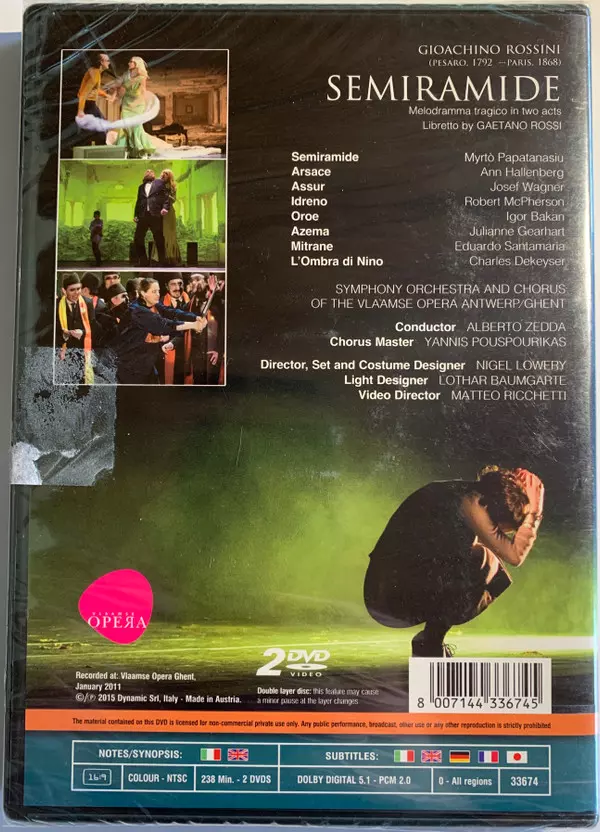 GIOACHINO ROSSINI
(PESARO, 1792 – PARIS, 1868)
SEMIRAMIDE
Melodramma tragico in two acts
Libretto by GAETANO ROSSI
Semiramide Myrtò Papatanasiu
Arsace Ann Hallenberg
Assur Josef Wagner
Idreno Robert McPherson
Oroe Igor Bakan
Azema Julianne Gearhart
Mitrane Eduardo Santamaria
L'Ombra di Nino Charles Dekeyser
SYMPHONY ORCHESTRA AND CHORUS
OF THE VLAAMSE OPERA ANTWERP/GHENT
Conductor ALBERTO ZEDDA
Chorus Master YANNIS POUSPOURIKAS
Director, Set and Costume Designer NIGEL LOWERY
Light Designer LOTHAR BAUMGARTE
Video Director MATTEO RICCHETTI
VLAAMSE
OPERA
Recorded at: Vlaamse Opera Ghent,
January 2011
©/℗ 2015 Dynamic Srl, Italy - Made in Austria.
2 DVD
VIDEO
Double layer disc: this feature may cause
a minor pause at the layer changes
8 007144 336745
The material contained on this DVD is licensed for non-commercial private use only. Any public performance, broadcast, other use or any other reproduction is strictly prohibited
NOTES/SYNOPSIS: SUBTITLES:
16:9 COLOUR - NTSC 238 Min. - 2 DVDS DOLBY DIGITAL 5.1 - PCM 2.0 0 - All regions 33674